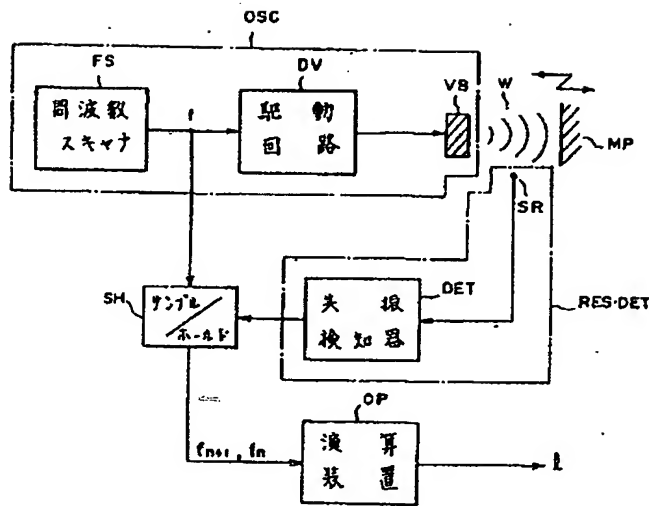 OSC
FS
DV
VB
W
周波数
スキャナ
f
駆動
回路
MP
SR
SH
サンプル
ホールド
DET
共振
検知器
RES·DET
OP
fn+1, fn
演算
装置
l